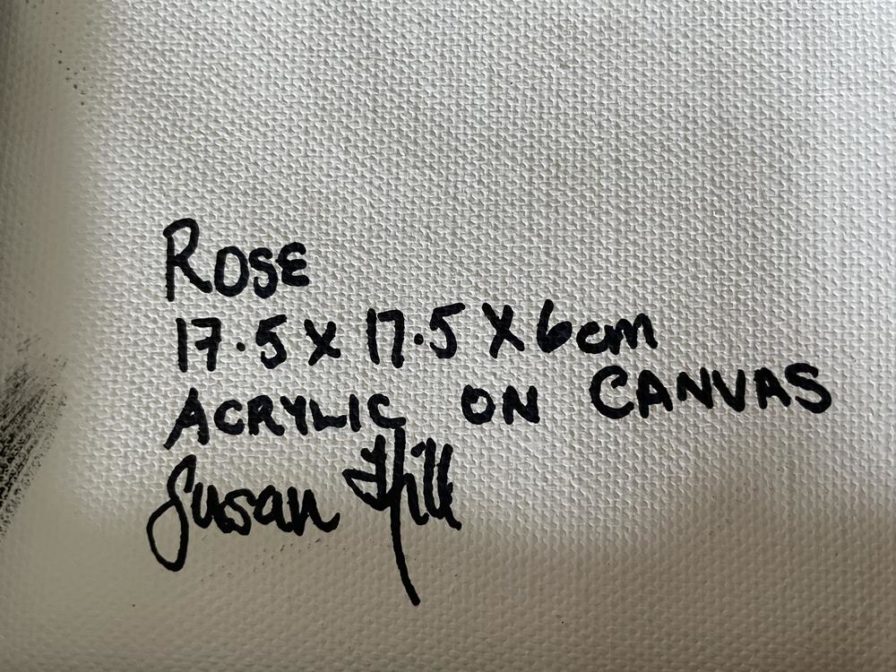 ROSE
17.5 X 17.5 X 6cm
ACRYLIC ON CANVAS
Susan Hill